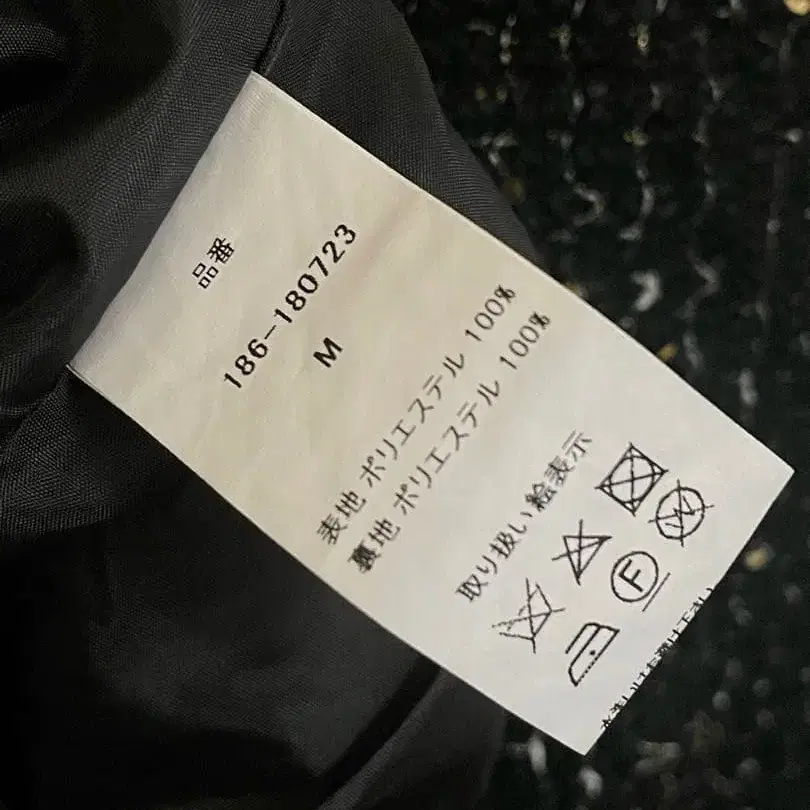 品番
186-180723
M
表地 ポリエステル 100%
裏地 ポリエステル 100%
取り扱い絵表示
W
F